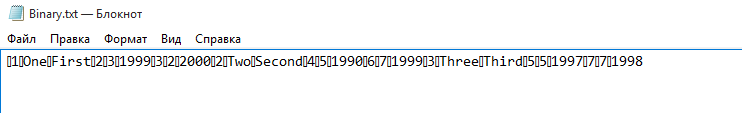 Binary.txt — Блокнот
Файл Правка Формат Вид Справка
▯1▯One▯First▯2▯3▯1999▯3▯2▯2000▯2▯Two▯Second▯4▯5▯1990▯6▯7▯1999▯3▯Three▯Third▯5▯5▯1997▯7▯7▯1998